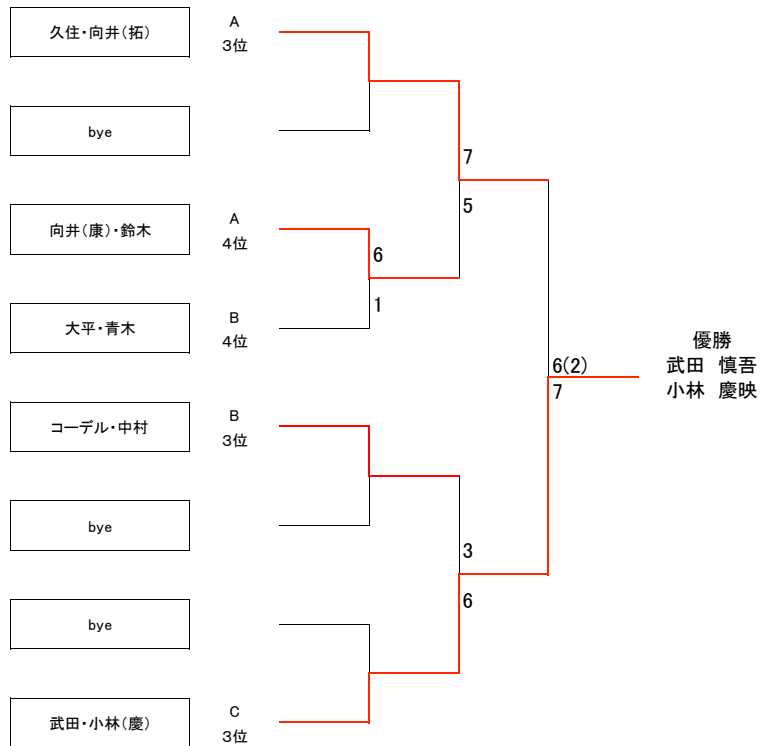 久住・向井(拓)
A
3位
bye
7
5
向井(康)・鈴木
A
4位
6
1
大平・青木
B
4位
優勝
武田 慎吾
小林 慶映
6(2)
7
コーデル・中村
B
3位
bye
3
6
bye
武田・小林(慶)
C
3位